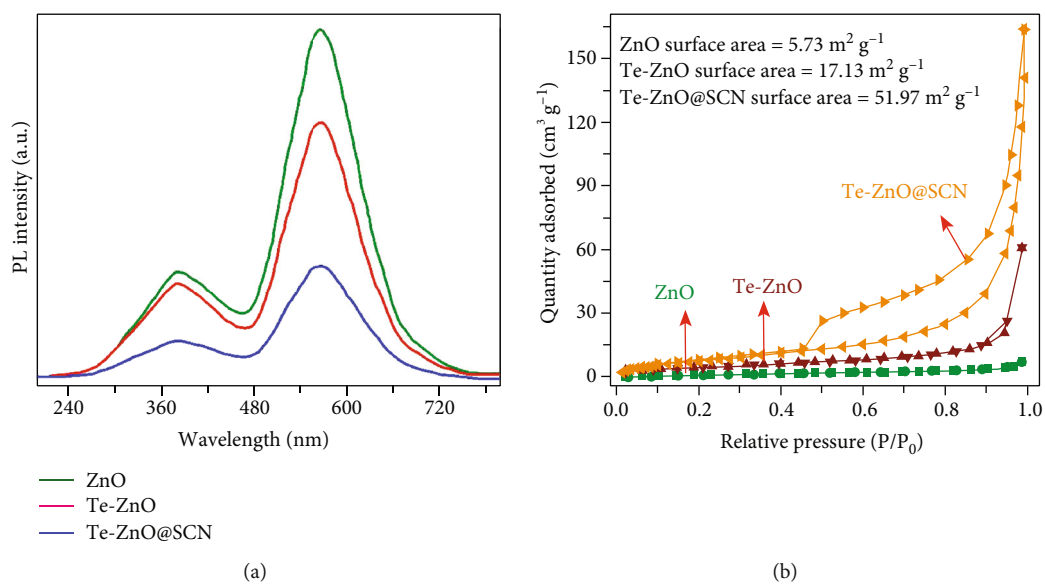 PL intensity (a.u.)
240 360 480 600 720
Wavelength (nm)
ZnO
Te-ZnO
Te-ZnO@SCN
(a)
Quantity adsorbed (cm³ g⁻¹)
150
120
90
60
30
0
ZnO surface area = 5.73 m² g⁻¹
Te-ZnO surface area = 17.13 m² g⁻¹
Te-ZnO@SCN surface area = 51.97 m² g⁻¹
Te-ZnO@SCN
ZnO
Te-ZnO
0.0 0.2 0.4 0.6 0.8 1.0
Relative pressure (P/P₀)
(b)